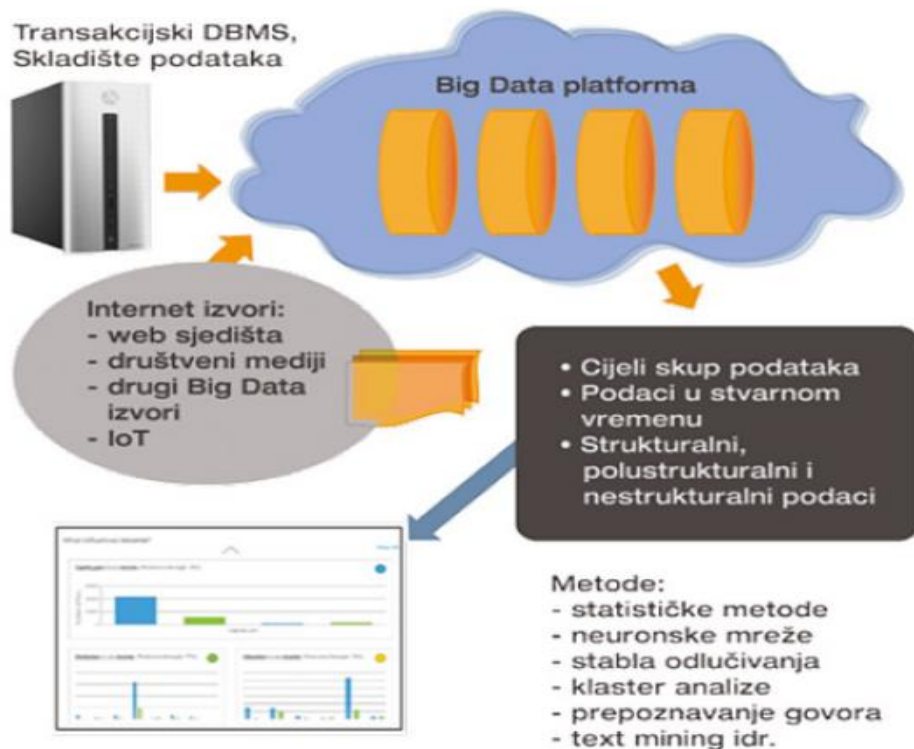 Transakcijski DBMS,
Skladište podataka
Big Data platforma
Internet izvori:
- web sjedišta
- društveni mediji
- drugi Big Data
izvori
- IoT
• Cijeli skup podataka
• Podaci u stvarnom
vremenu
• Strukturalni,
polustrukturalni i
nestrukturalni podaci
Metode:
- statističke metode
- neuronske mreže
- stabla odlučivanja
- klaster analize
- prepoznavanje govora
- text mining idr.